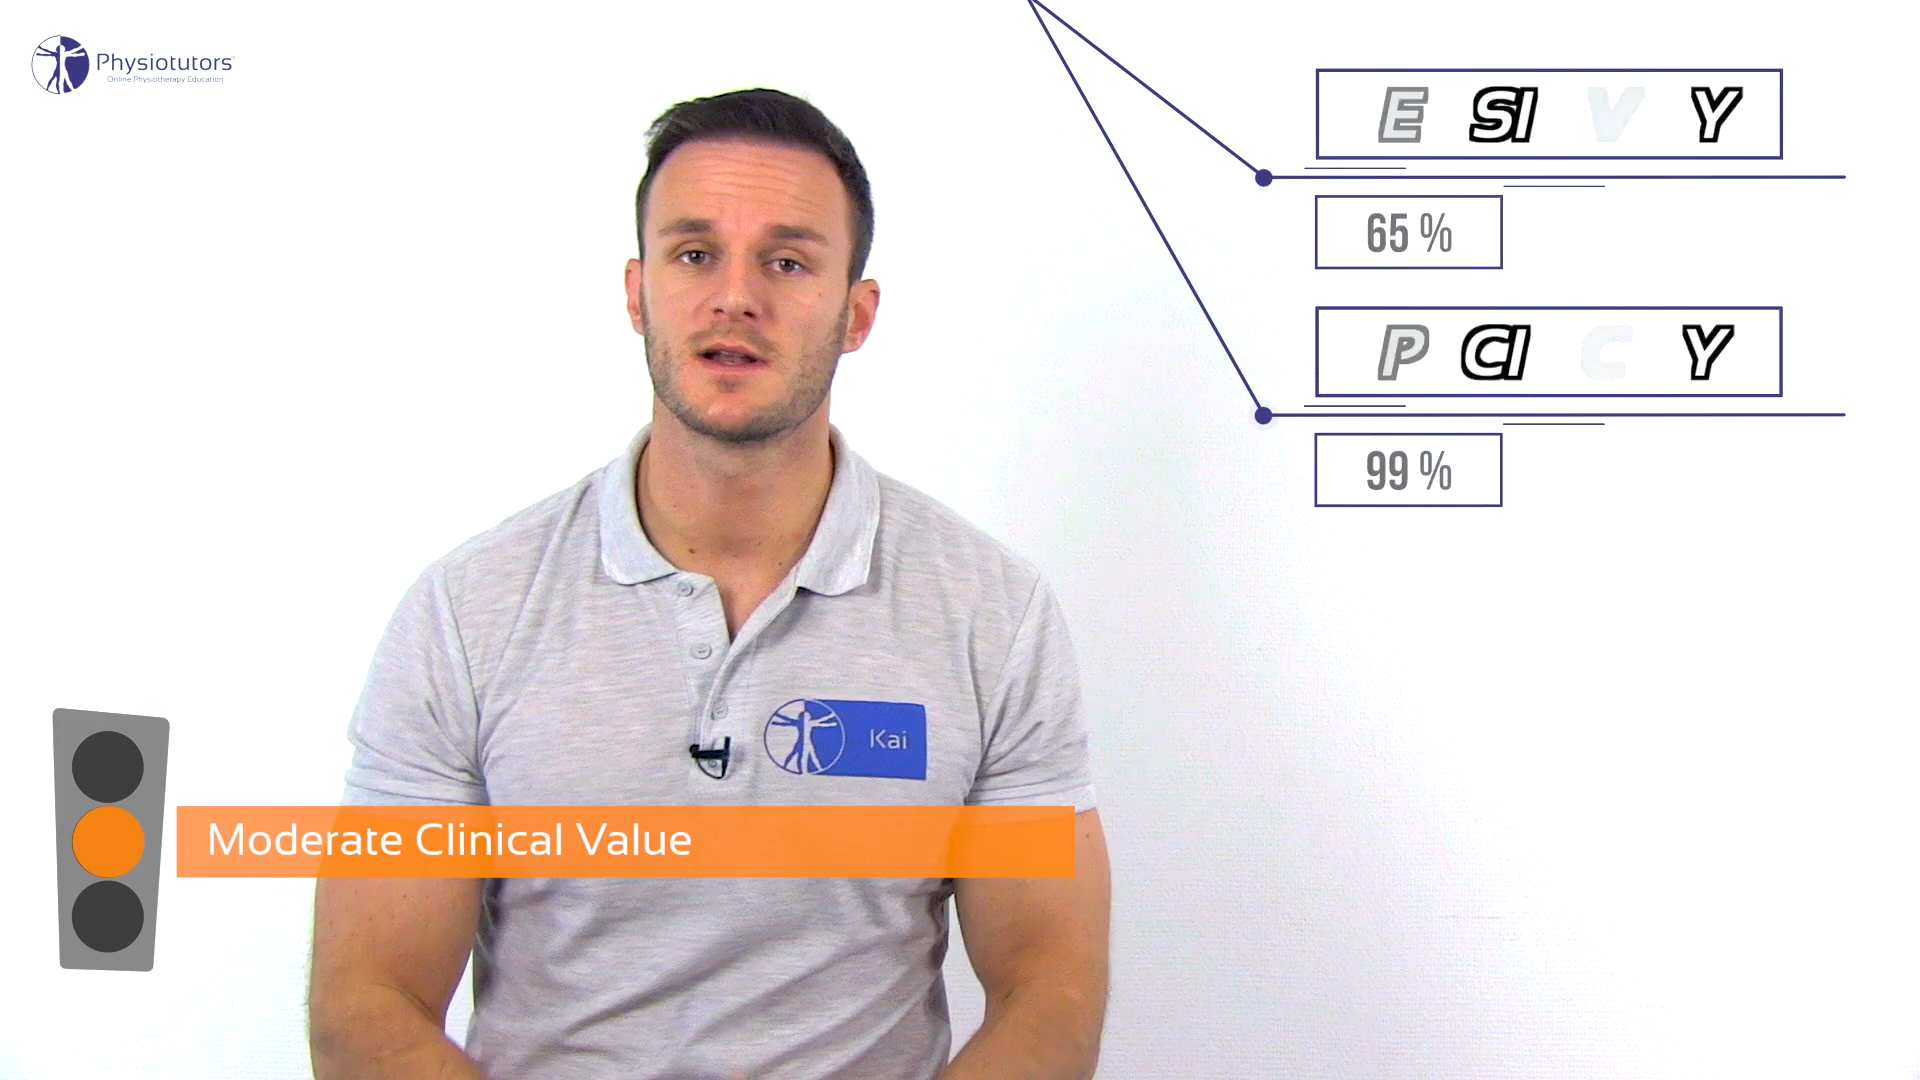 Physiotutors
Online Physiotherapy Education
E SI V Y
65 %
P CI C Y
99 %
Kai
Moderate Clinical Value